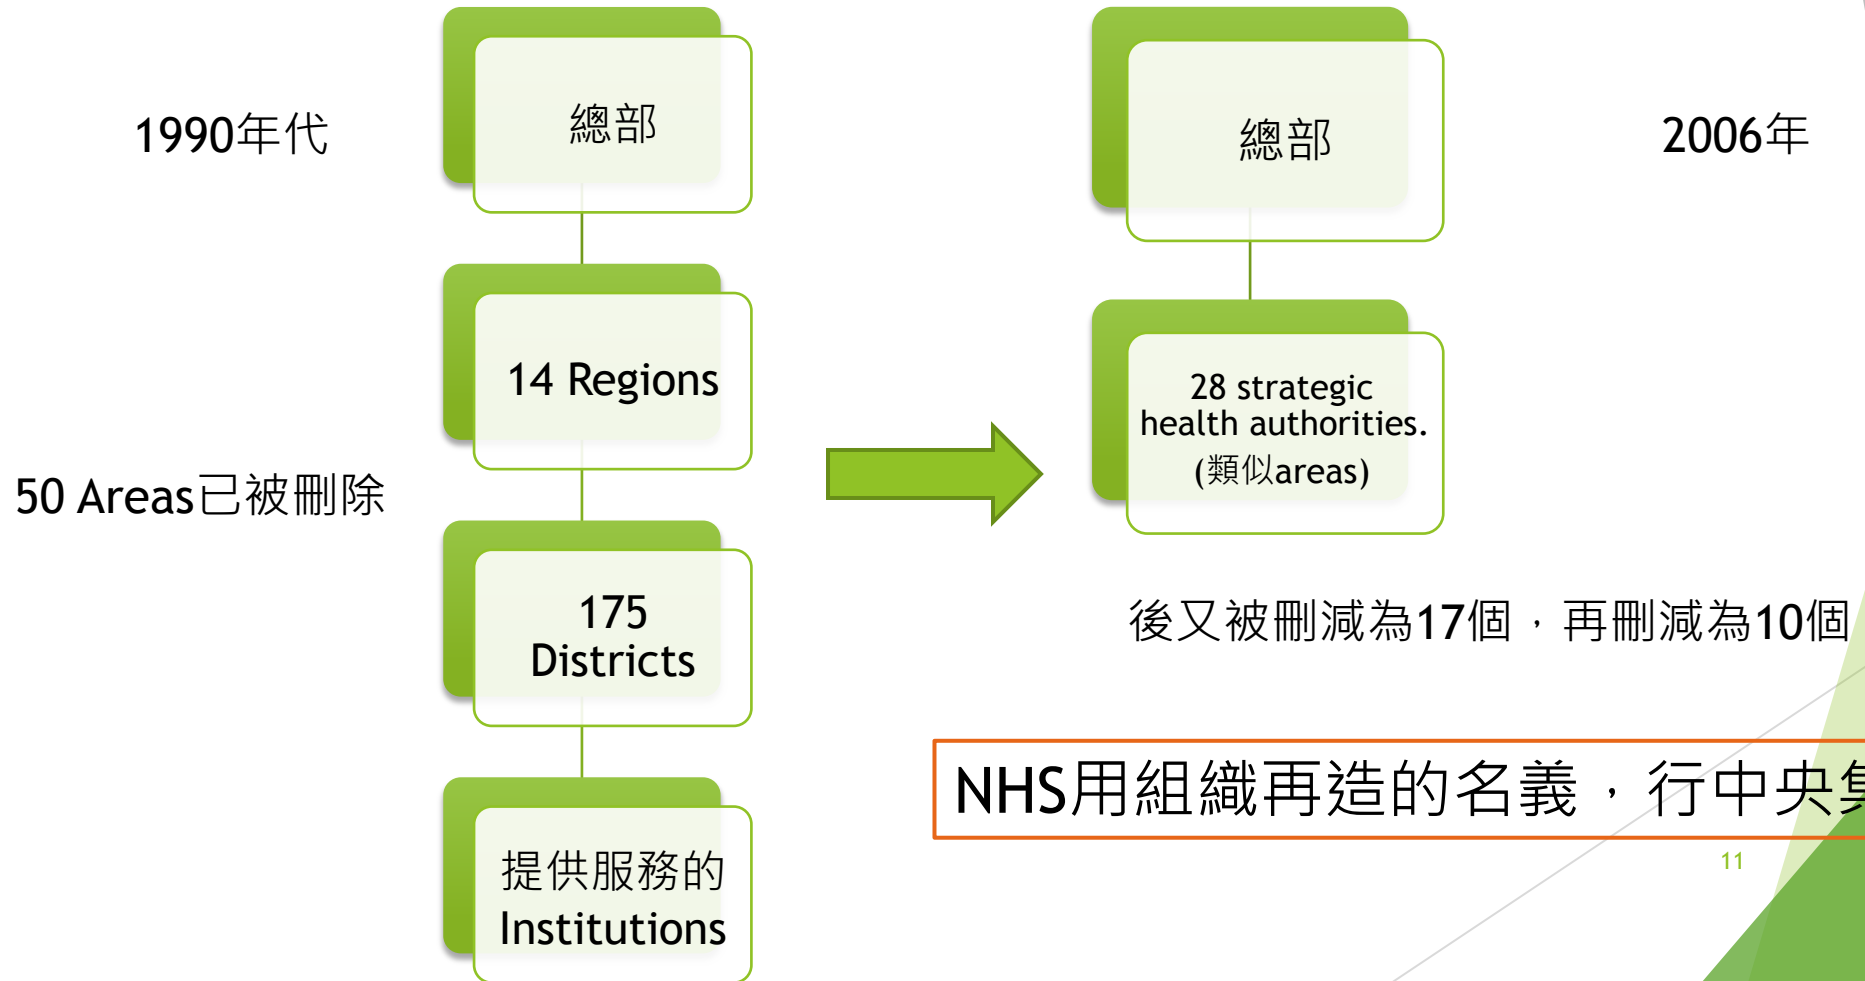 1990年代
總部
14 Regions
50 Areas已被刪除
175
Districts
提供服務的
Institutions
總部
2006年
28 strategic
health authorities.
(類似areas)
後又被刪減為17個，再刪減為10個
NHS用組織再造的名義，行中央
11